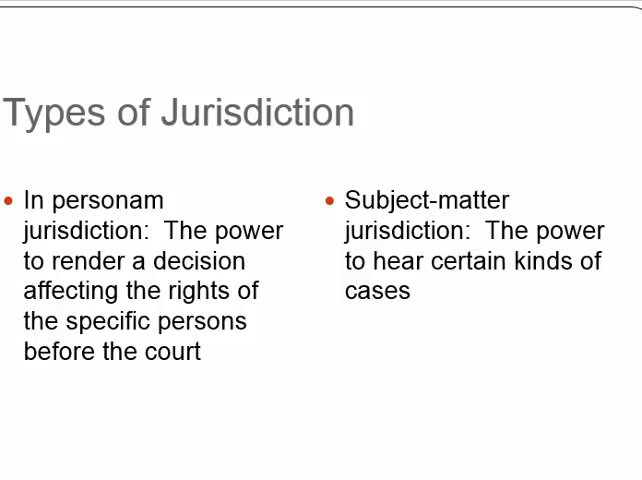 Types of Jurisdiction
• In personam
jurisdiction:  The power
to render a decision
affecting the rights of
the specific persons
before the court
• Subject-matter
jurisdiction:  The power
to hear certain kinds of
cases